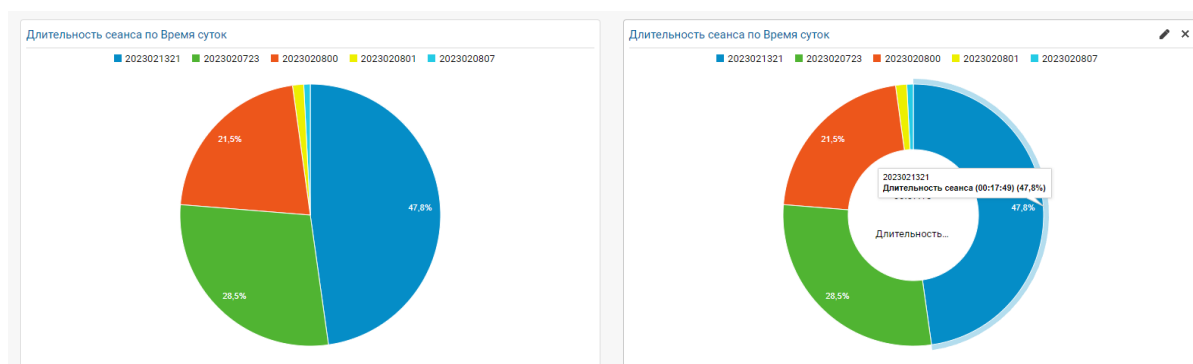 Длительность сеанса по Время суток
2023021321 2023020723 2023020800 2023020801 2023020807
21,5%
47,8%
28,5%
Длительность сеанса по Время суток
2023021321 2023020723 2023020800 2023020801 2023020807
21,5%
2023021321
Длительность сеанса (00:17:49) (47,8%)
47,8%
Длительность...
28,5%